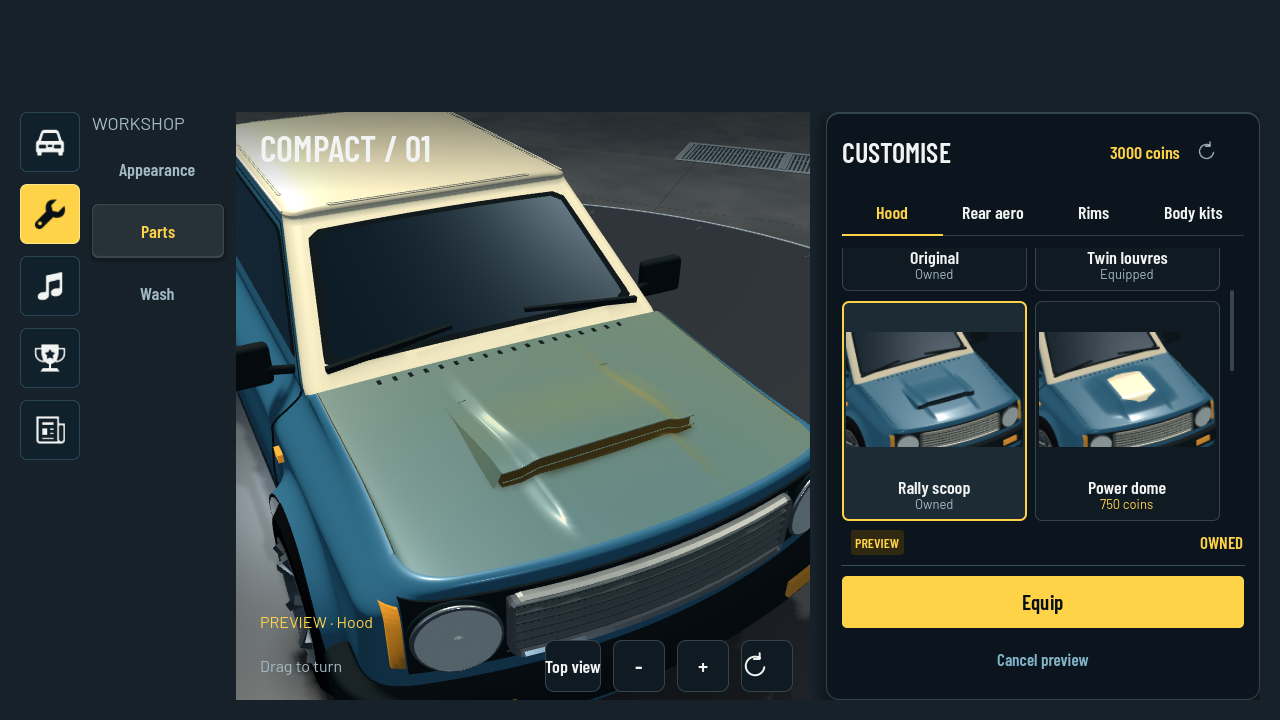 WORKSHOP
Appearance
Parts
Wash
COMPACT / 01
PREVIEW · Hood
Drag to turn
Top view
-
+
CUSTOMISE
3000 coins
Hood
Rear aero
Rims
Body kits
Original
Owned
Twin louvres
Equipped
Rally scoop
Owned
Power dome
750 coins
PREVIEW
OWNED
Equip
Cancel preview